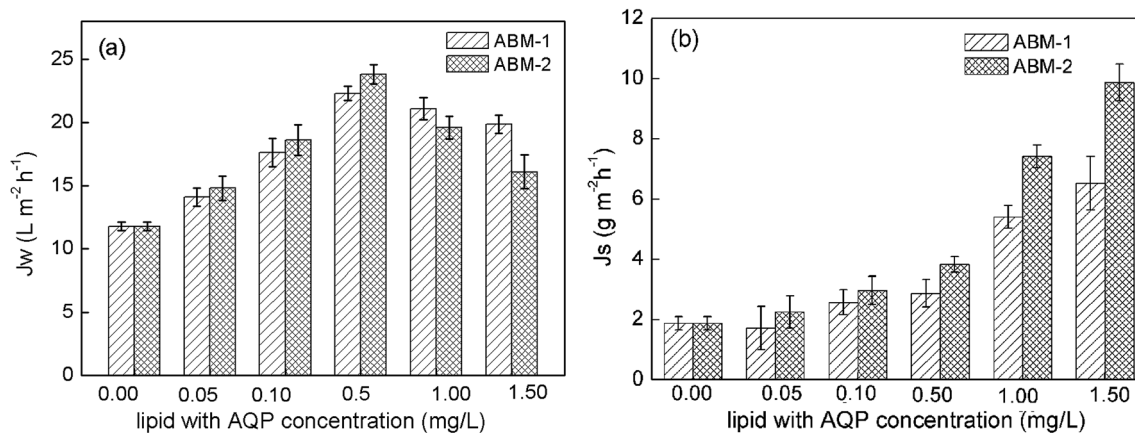 (a)
ABM-1
ABM-2
25
20
15
10
5
0
Jw (L m⁻² h⁻¹)
0.00 0.05 0.10 0.5 1.00 1.50
lipid with AQP concentration (mg/L)
(b)
ABM-1
ABM-2
12
10
8
6
4
2
0
Js (g m⁻²h⁻¹)
0.00 0.05 0.10 0.50 1.00 1.50
lipid with AQP concentration (mg/L)